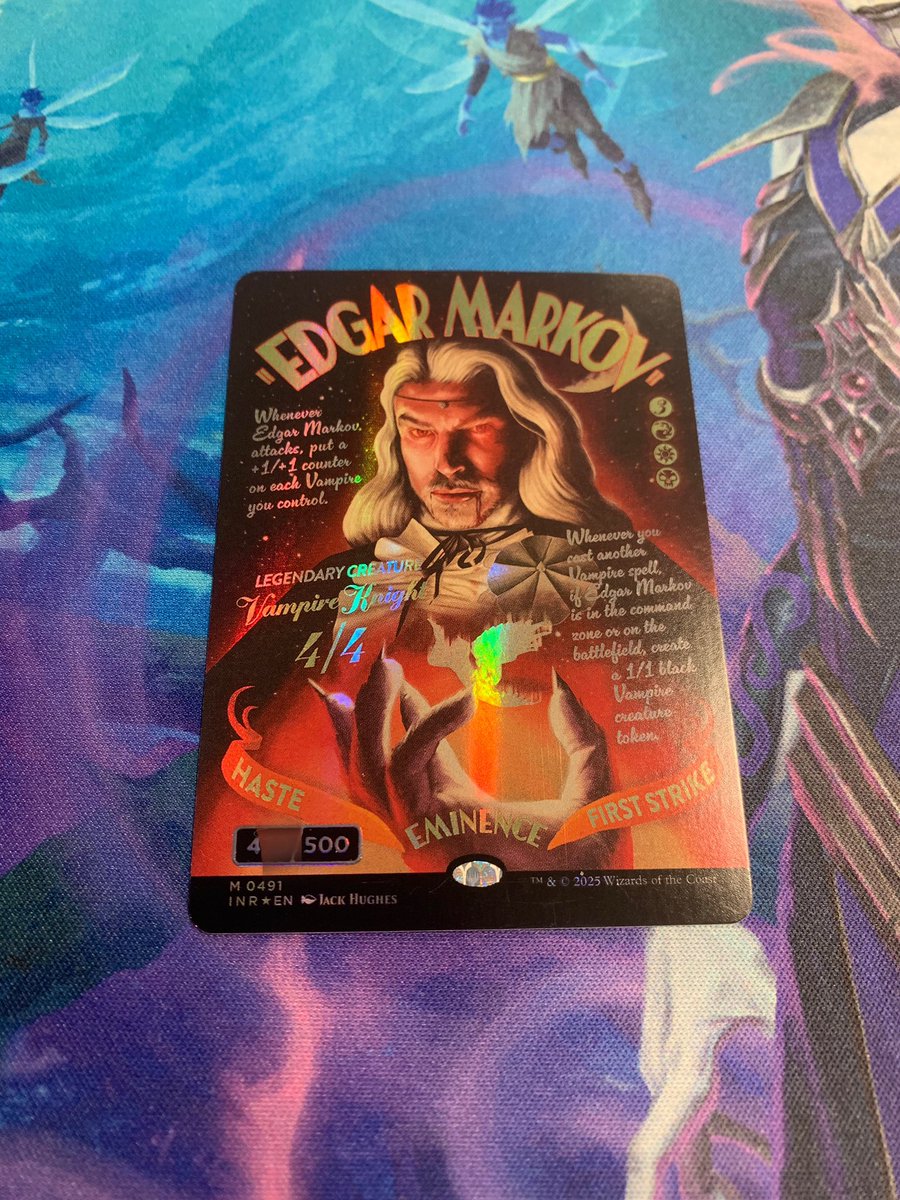 "EDGAR MARKOV"
Whenever
Edgar Markov
attacks, put a
+1/+1 counter
on each Vampire
you control.
3
LEGENDARY CREATURE
Vampire Knight
4/4
Whenever you
cast another
Vampire spell,
if Edgar Markov
is in the command
zone or on the
battlefield, create
a 1/1 black
Vampire
creature
token.
HASTE
EMINENCE
FIRST STRIKE
4 /500
M 0491
INR★EN JACK HUGHES
™ & © 2025 Wizards of the Coast